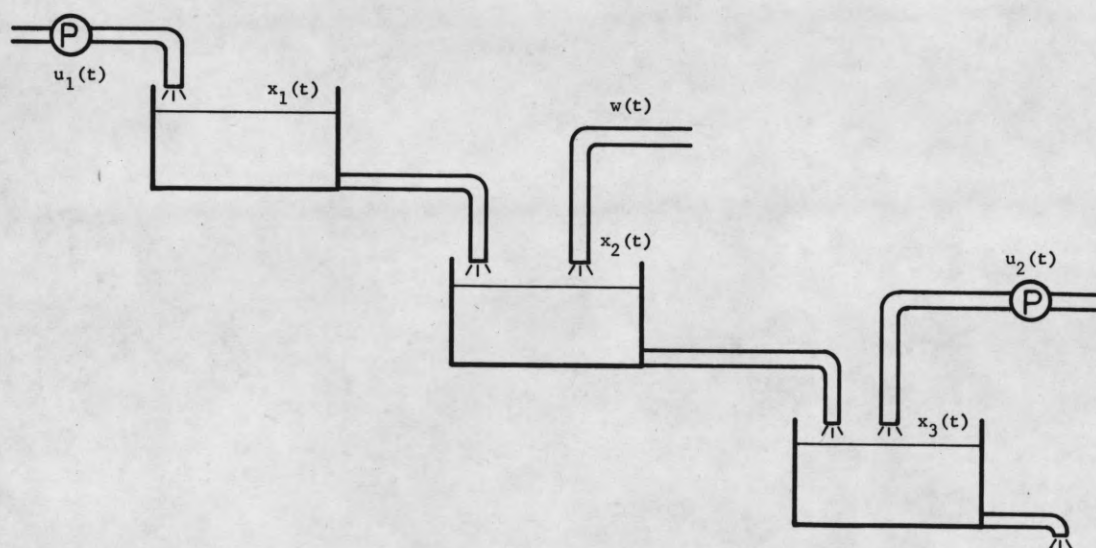 P
u₁(t)
x₁(t)
w(t)
x₂(t)
u₂(t)
P
x₃(t)